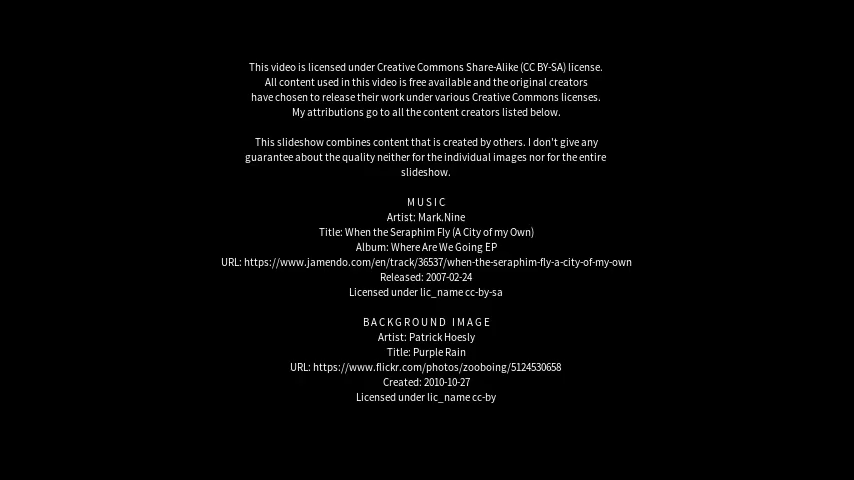 This video is licensed under Creative Commons Share-Alike (CC BY-SA) license.
All content used in this video is free available and the original creators
have chosen to release their work under various Creative Commons licenses.
My attributions go to all the content creators listed below.
This slideshow combines content that is created by others. I don't give any
guarantee about the quality neither for the individual images nor for the entire
slideshow.
M U S I C
Artist: Mark.Nine
Title: When the Seraphim Fly (A City of my Own)
Album: Where Are We Going EP
URL: https://www.jamendo.com/en/track/36537/when-the-seraphim-fly-a-city-of-my-own
Released: 2007-02-24
Licensed under lic_name cc-by-sa
B A C K G R O U N D   I M A G E
Artist: Patrick Hoesly
Title: Purple Rain
URL: https://www.flickr.com/photos/zooboing/5124530658
Created: 2010-10-27
Licensed under lic_name cc-by